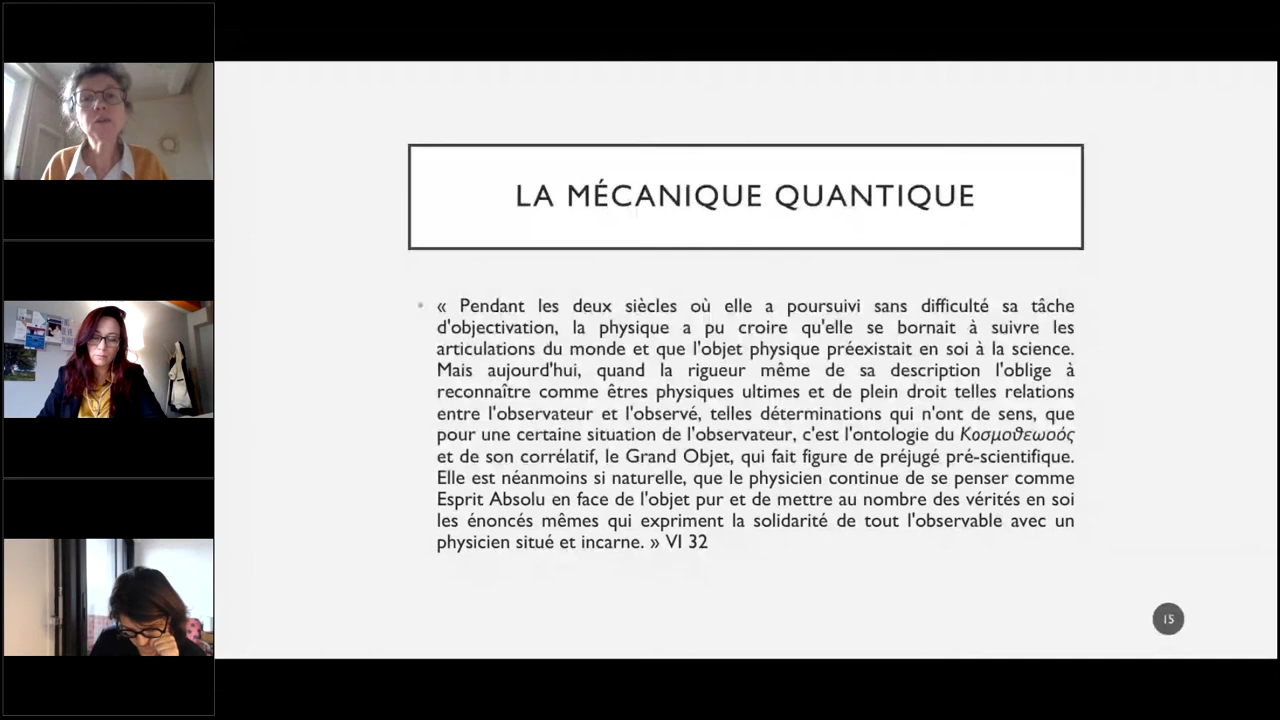 LA MÉCANIQUE QUANTIQUE
« Pendant les deux siècles où elle a poursuivi sans difficulté sa tâche
d'objectivation, la physique a pu croire qu'elle se bornait à suivre les
articulations du monde et que l'objet physique préexistait en soi à la science.
Mais aujourd'hui, quand la rigueur même de sa description l'oblige à
reconnaître comme êtres physiques ultimes et de plein droit telles relations
entre l'observateur et l'observé, telles déterminations qui n'ont de sens, que
pour une certaine situation de l'observateur, c'est l'ontologie du Κοσμοθεωοός
et de son corrélatif, le Grand Objet, qui fait figure de préjugé pré-scientifique.
Elle est néanmoins si naturelle, que le physicien continue de se penser comme
Esprit Absolu en face de l'objet pur et de mettre au nombre des vérités en soi
les énoncés mêmes qui expriment la solidarité de tout l'observable avec un
physicien situé et incarne. » VI 32
15